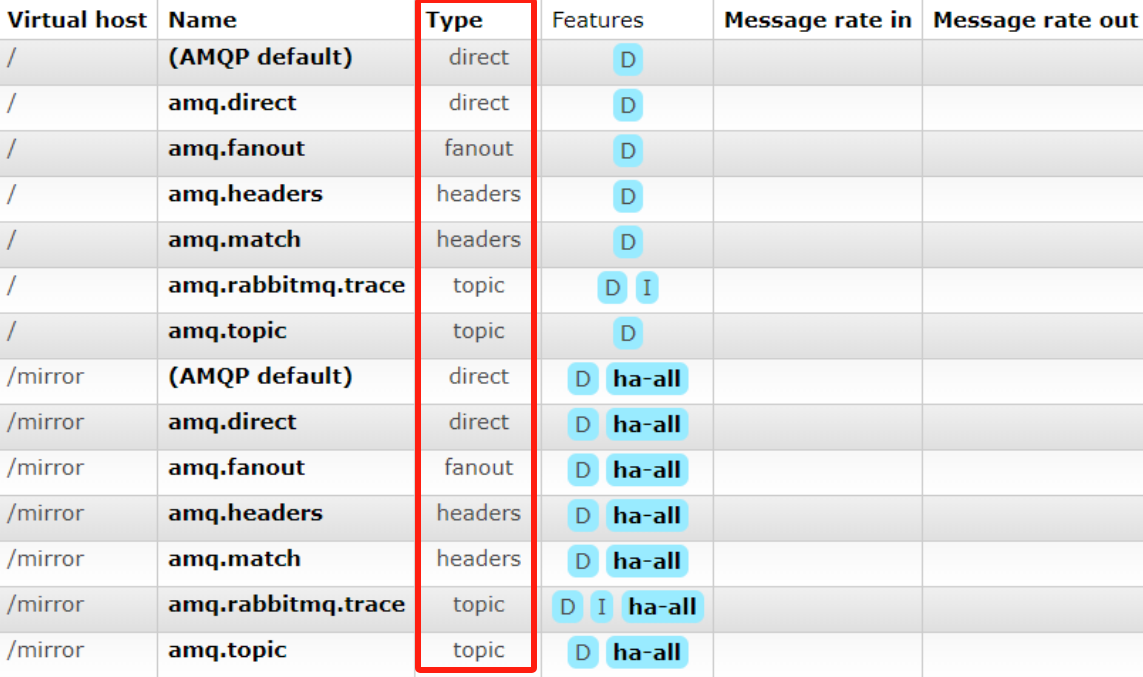 Virtual host Name Type Features Message rate in Message rate out
/ (AMQP default) direct D
/ amq.direct direct D
/ amq.fanout fanout D
/ amq.headers headers D
/ amq.match headers D
/ amq.rabbitmq.trace topic D I
/ amq.topic topic D
/mirror (AMQP default) direct D ha-all
/mirror amq.direct direct D ha-all
/mirror amq.fanout fanout D ha-all
/mirror amq.headers headers D ha-all
/mirror amq.match headers D ha-all
/mirror amq.rabbitmq.trace topic D I ha-all
/mirror amq.topic topic D ha-all